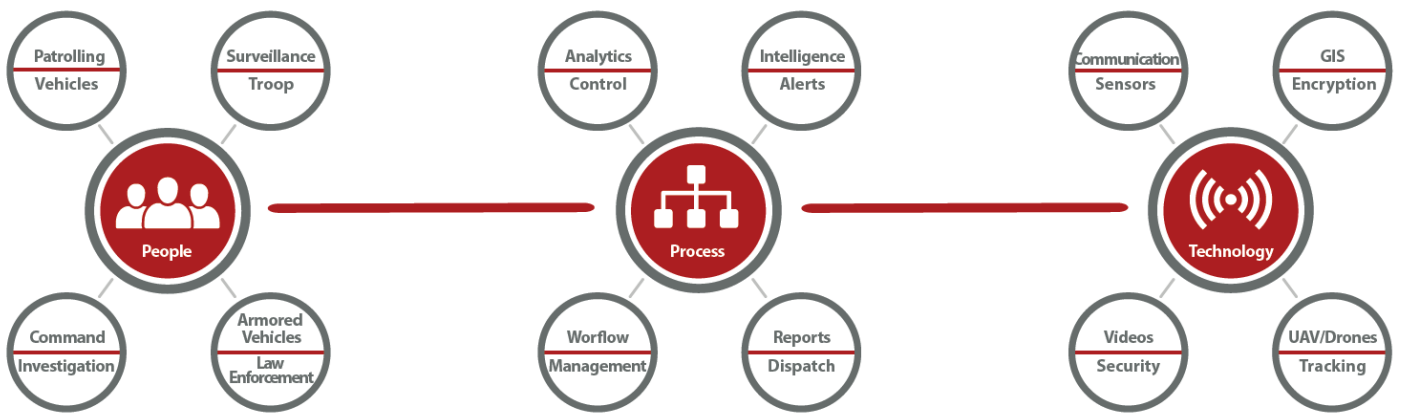 Patrolling
Vehicles
Surveillance
Troop
People
Command
Investigation
Armored
Vehicles
Law
Enforcement
Analytics
Control
Intelligence
Alerts
Process
Worflow
Management
Reports
Dispatch
Communication
Sensors
GIS
Encryption
Technology
Videos
Security
UAV/Drones
Tracking